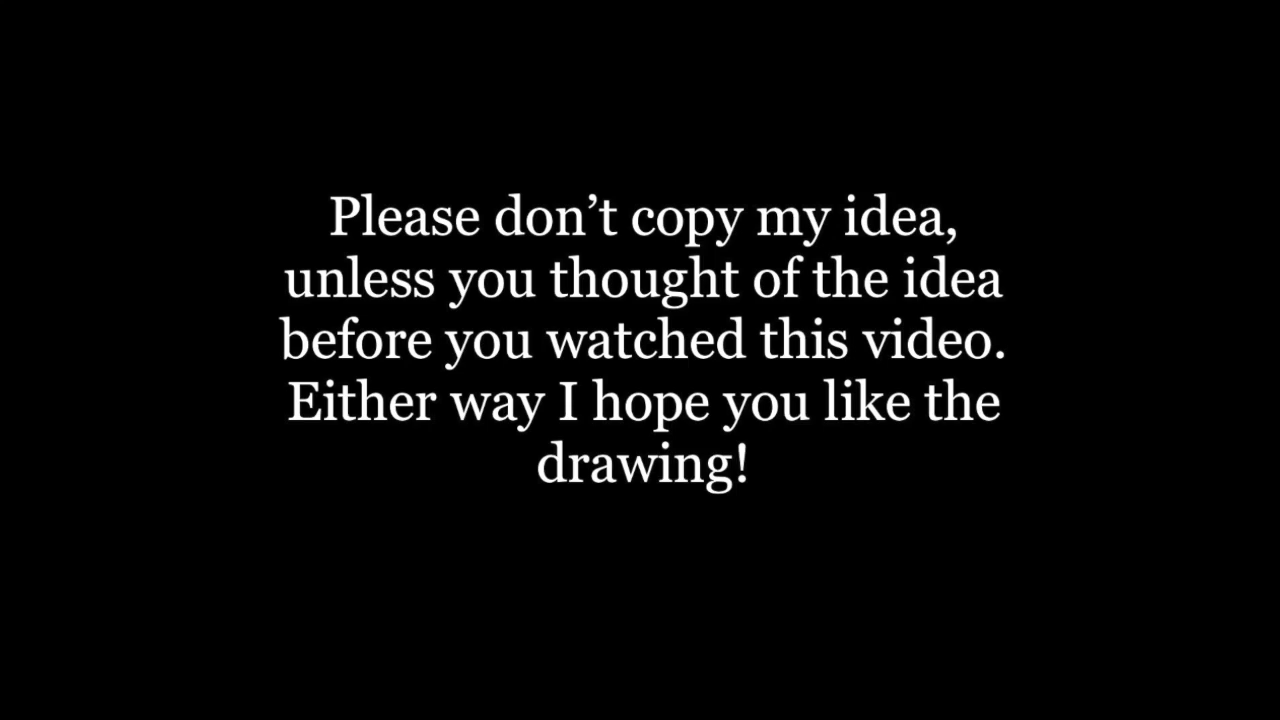 Please don’t copy my idea,
unless you thought of the idea
before you watched this video.
Either way I hope you like the
drawing!